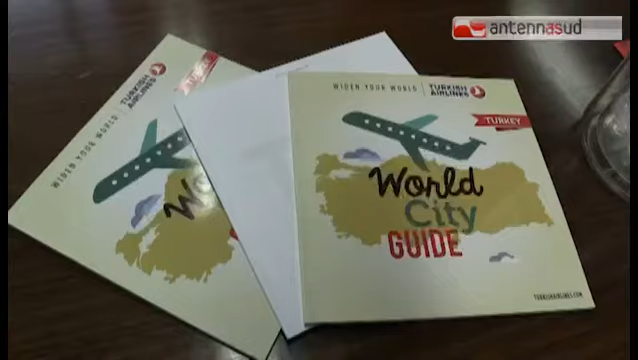 antennasud
WIDEN YOUR WORLD
TURKISH
AIRLINES
TURKEY
World
City
GUIDE
TURKISHAIRLINES.COM
WIDEN YOUR WORLD
TURKISH
AIRLINES